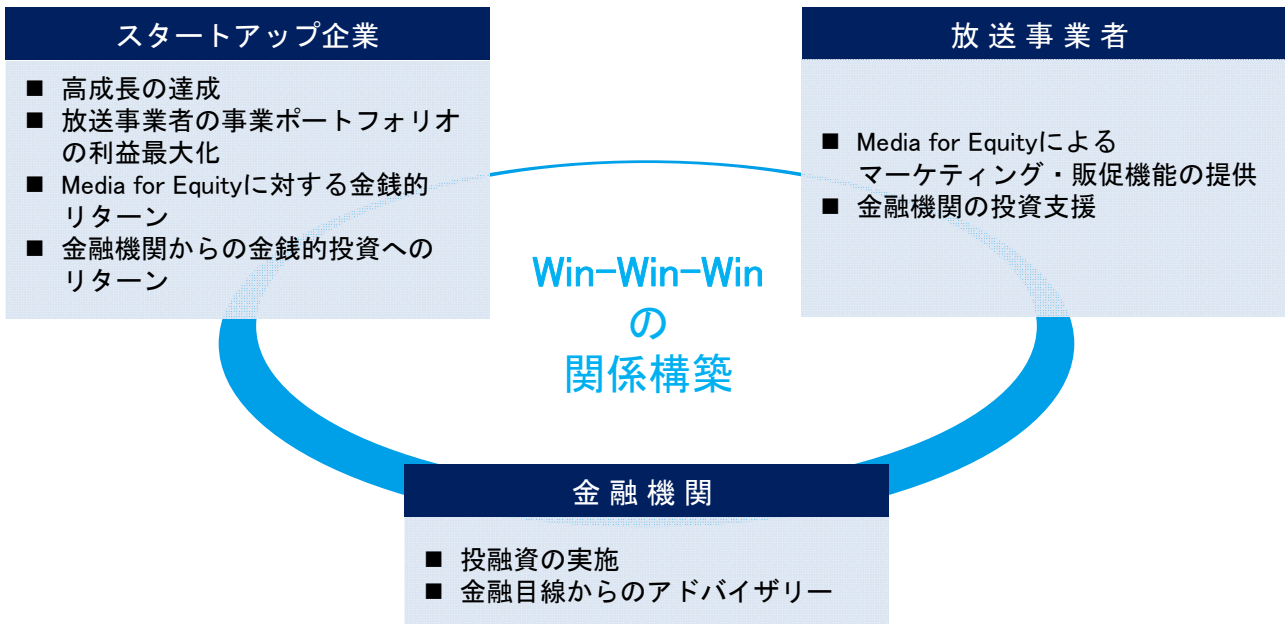 スタートアップ企業
■ 高成長の達成
■ 放送事業者の事業ポートフォリオ
の利益最大化
■ Media for Equityに対する金銭的
リターン
■ 金融機関からの金銭的投資への
リターン
放送事業者
■ Media for Equityによる
マーケティング・販促機能の提供
■ 金融機関の投資支援
Win-Win-Win
の
関係構築
金融機関
■ 投融資の実施
■ 金融目線からのアドバイザリー